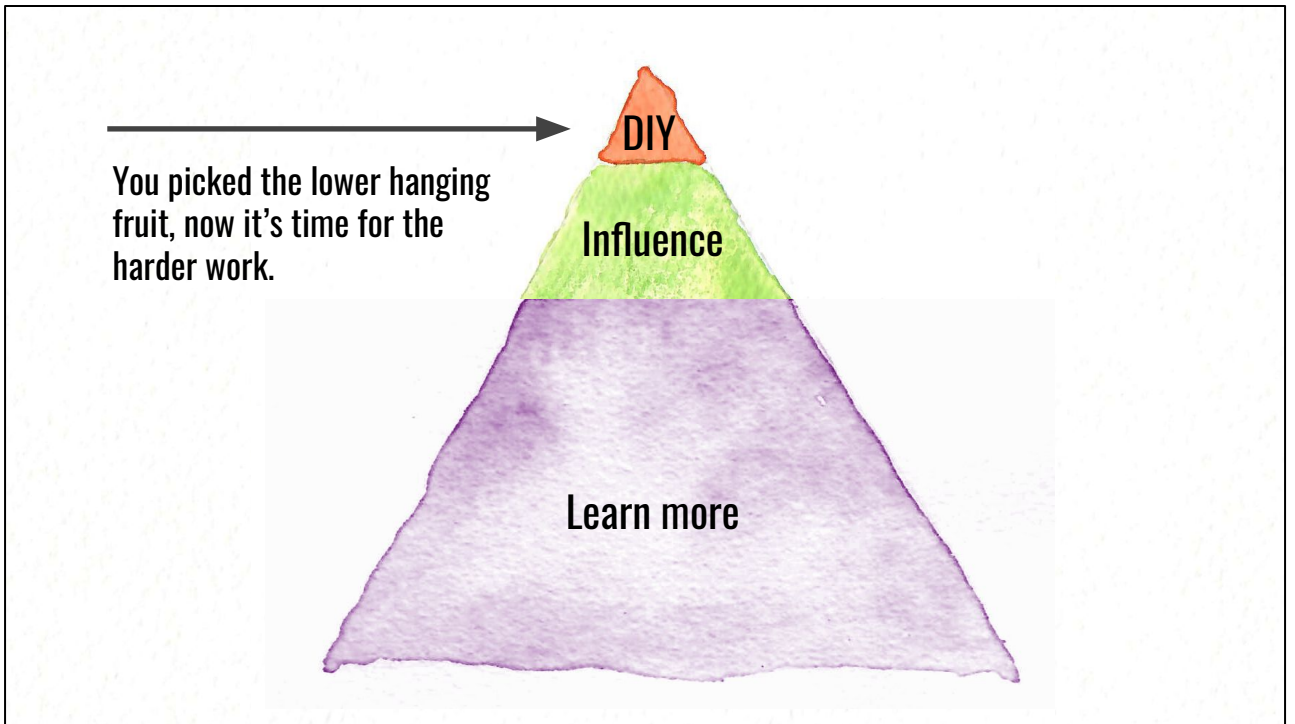 DIY
You picked the lower hanging
fruit, now it’s time for the
harder work.
Influence
Learn more